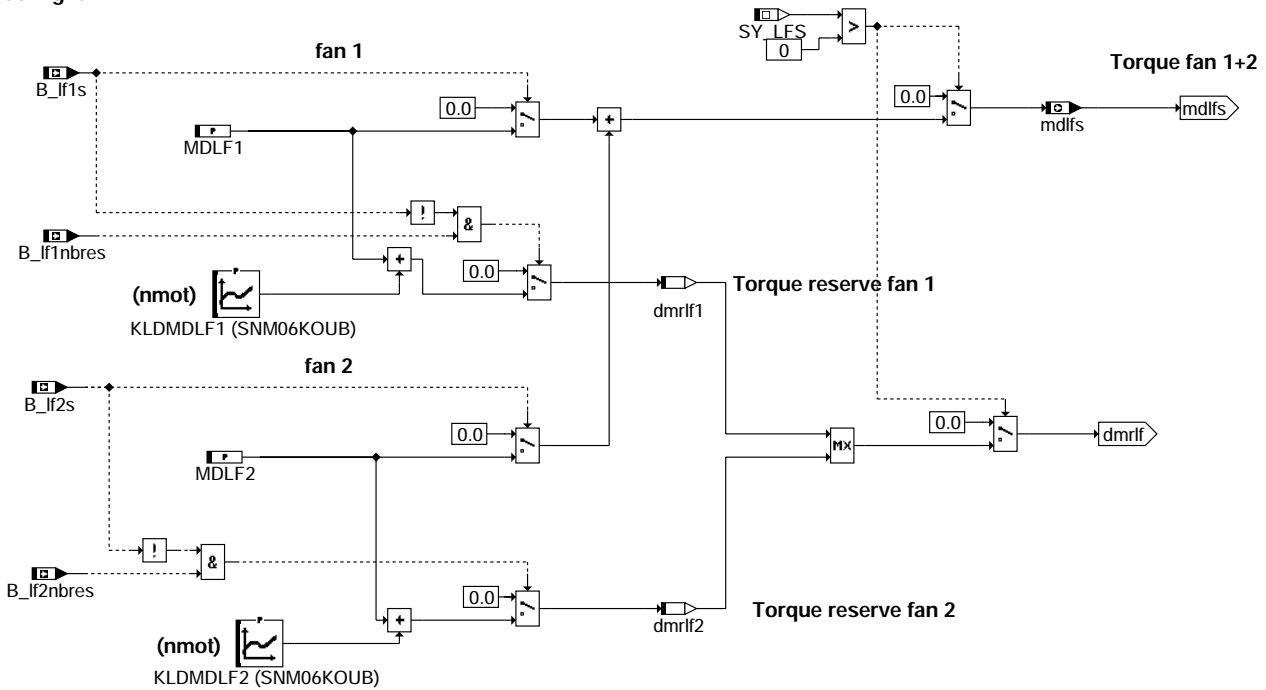 SY_LFS
>
0
fan 1
Torque fan 1+2
B_lf1s
0.0
0.0
+
mdlfs
mdlfs
MDLF1
P
!
&
B_lf1nbres
+
0.0
P
(nmot)
Torque reserve fan 1
dmrlf1
KLDMDLF1 (SNM06KOUB)
fan 2
B_lf2s
0.0
0.0
MX
dmrlf
P
MDLF2
!
&
B_lf2nbres
0.0
P
+
Torque reserve fan 2
dmrlf2
(nmot)
KLDMDLF2 (SNM06KOUB)